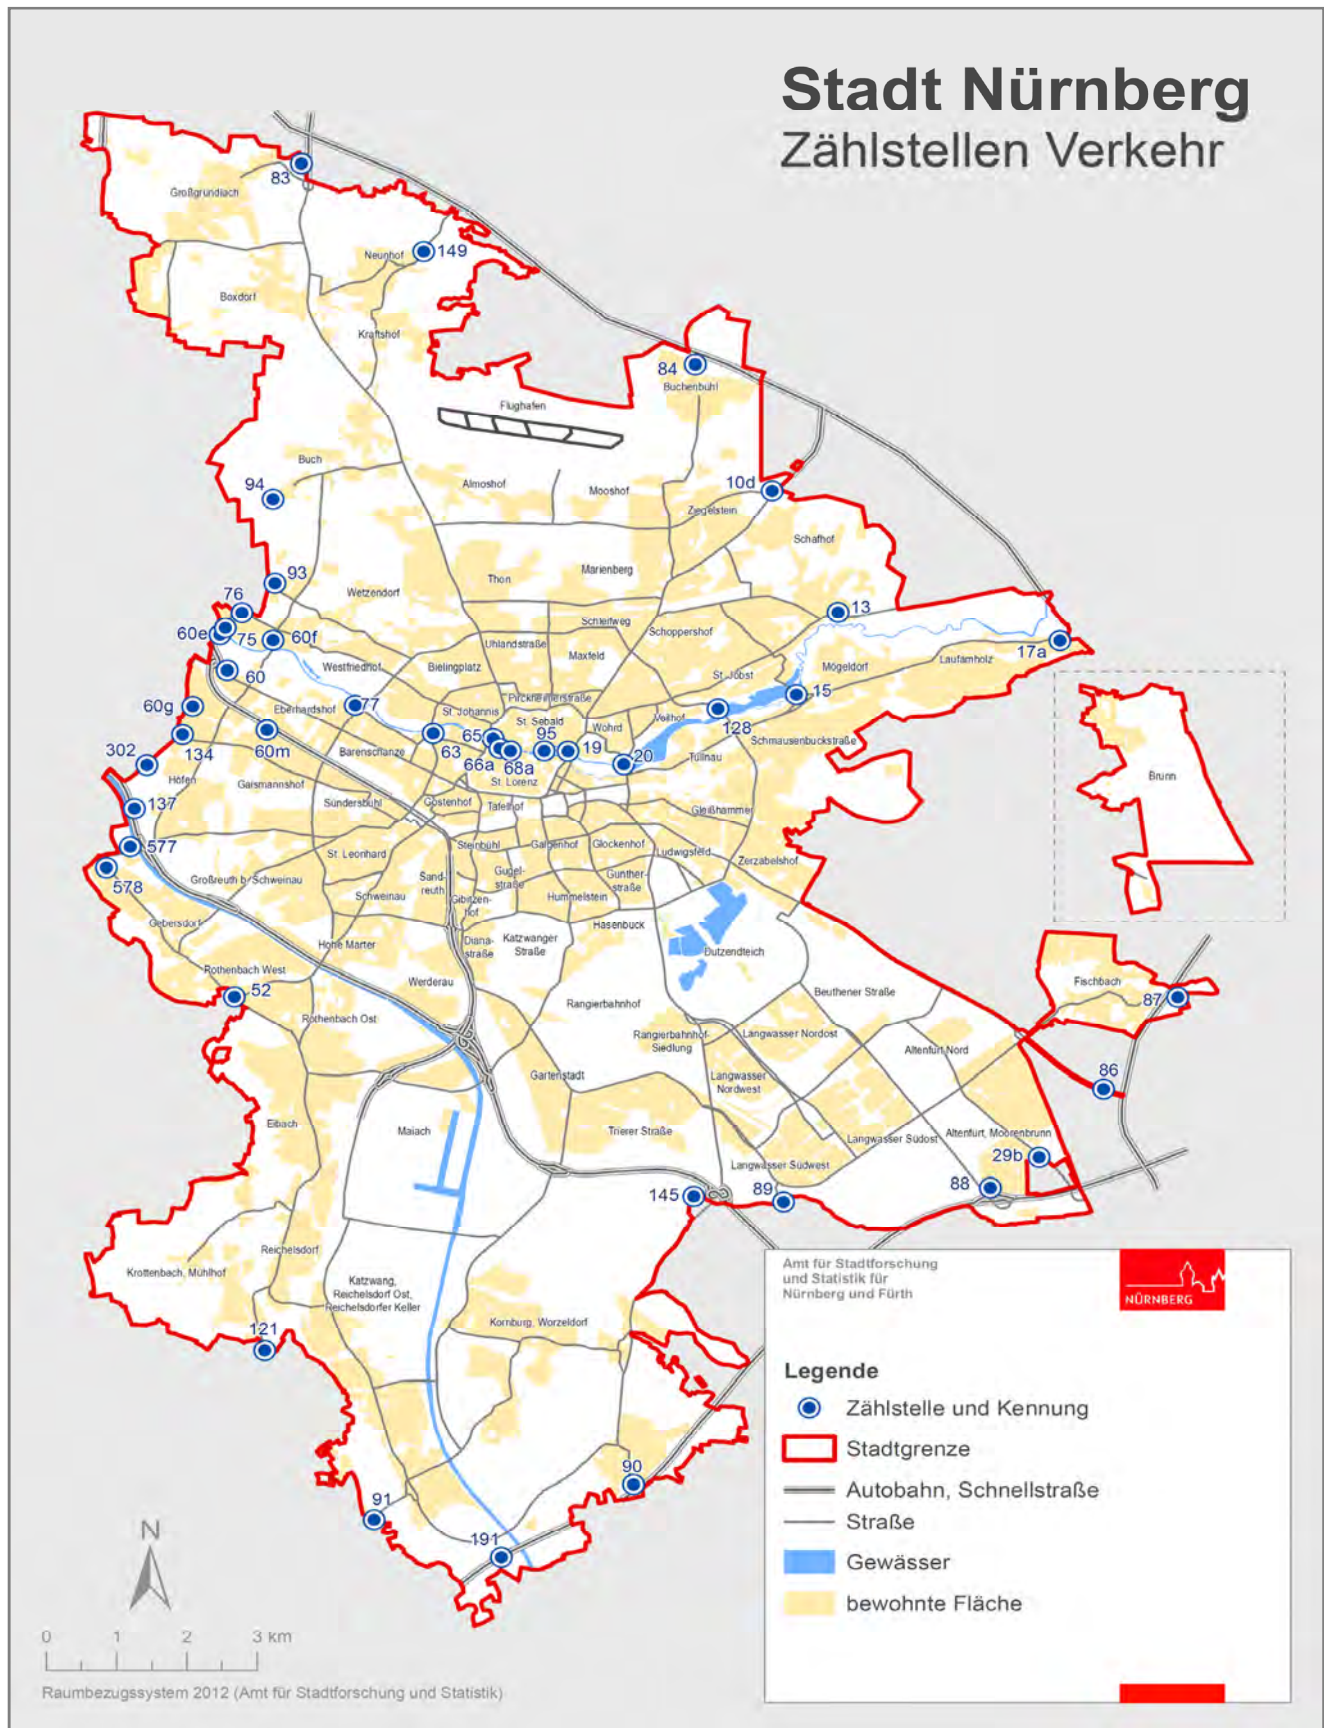 Stadt Nürnberg
Zählstellen Verkehr
83
Großgründlach
149
Neunhof
Boxdorf
Kraftshof
84
Buchenbühl
Flughafen
Buch
94
Almoshof
Mooshof
10d
Ziegelstein
Schafhof
93
Thon
Marienberg
76
Wetzendorf
13
Schleifweg
60e
75
60f
Uhlandstraße
Schoppershof
17a
Maxfeld
Laufamholz
Westfriedhof
Bielingplatz
Mögeldorf
60
St. Jobst
15
77
Pirckheimerstraße
60g
Eberhardshof
St. Johannis
St. Sebald
Veilhof
128
134
60m
65
95
Wöhrd
19
Schmausenbuckstraße
302
Bärenschanze
63
66a
68a
20
Tullnau
Höfen
Gaismannshof
St. Lorenz
Brunn
137
Sündersbühl
Gostenhof
Tafelhof
Gleißhammer
577
Steinbühl
Galgenhof
Glockenhof
St. Leonhard
Ludwigsfeld
Zerzabelshof
578
Großreuth b. Schweinau
Sand-
reuth
Gugel-
straße
Gunther-
straße
Schweinau
Gibitzen-
hof
Hummelstein
Gebersdorf
Hasenbuck
Hohe Marter
Diana-
straße
Katzwanger
Straße
Dutzendteich
Röthenbach West
Werderau
Fischbach
52
Beuthener Straße
87
Röthenbach Ost
Rangierbahnhof
Rangierbahnhof-
Siedlung
Langwasser Nordost
Altenfurt Nord
Gartenstadt
Langwasser
Nordwest
86
Eibach
Maiach
Trierer Straße
Langwasser Südost
Altenfurt, Moorenbrunn
29b
Langwasser Südwest
145
89
88
Reichelsdorf
Krottenbach, Mühlhof
Katzwang,
Reichelsdorf Ost,
Reichelsdorfer Keller
Kornburg, Worzeldorf
121
90
91
191
Amt für Stadtforschung
und Statistik für
Nürnberg und Fürth
NÜRNBERG
Legende
Zählstelle und Kennung
Stadtgrenze
Autobahn, Schnellstraße
Straße
Gewässer
bewohnte Fläche
N
0 1 2 3 km
Raumbezugssystem 2012 (Amt für Stadtforschung und Statistik)